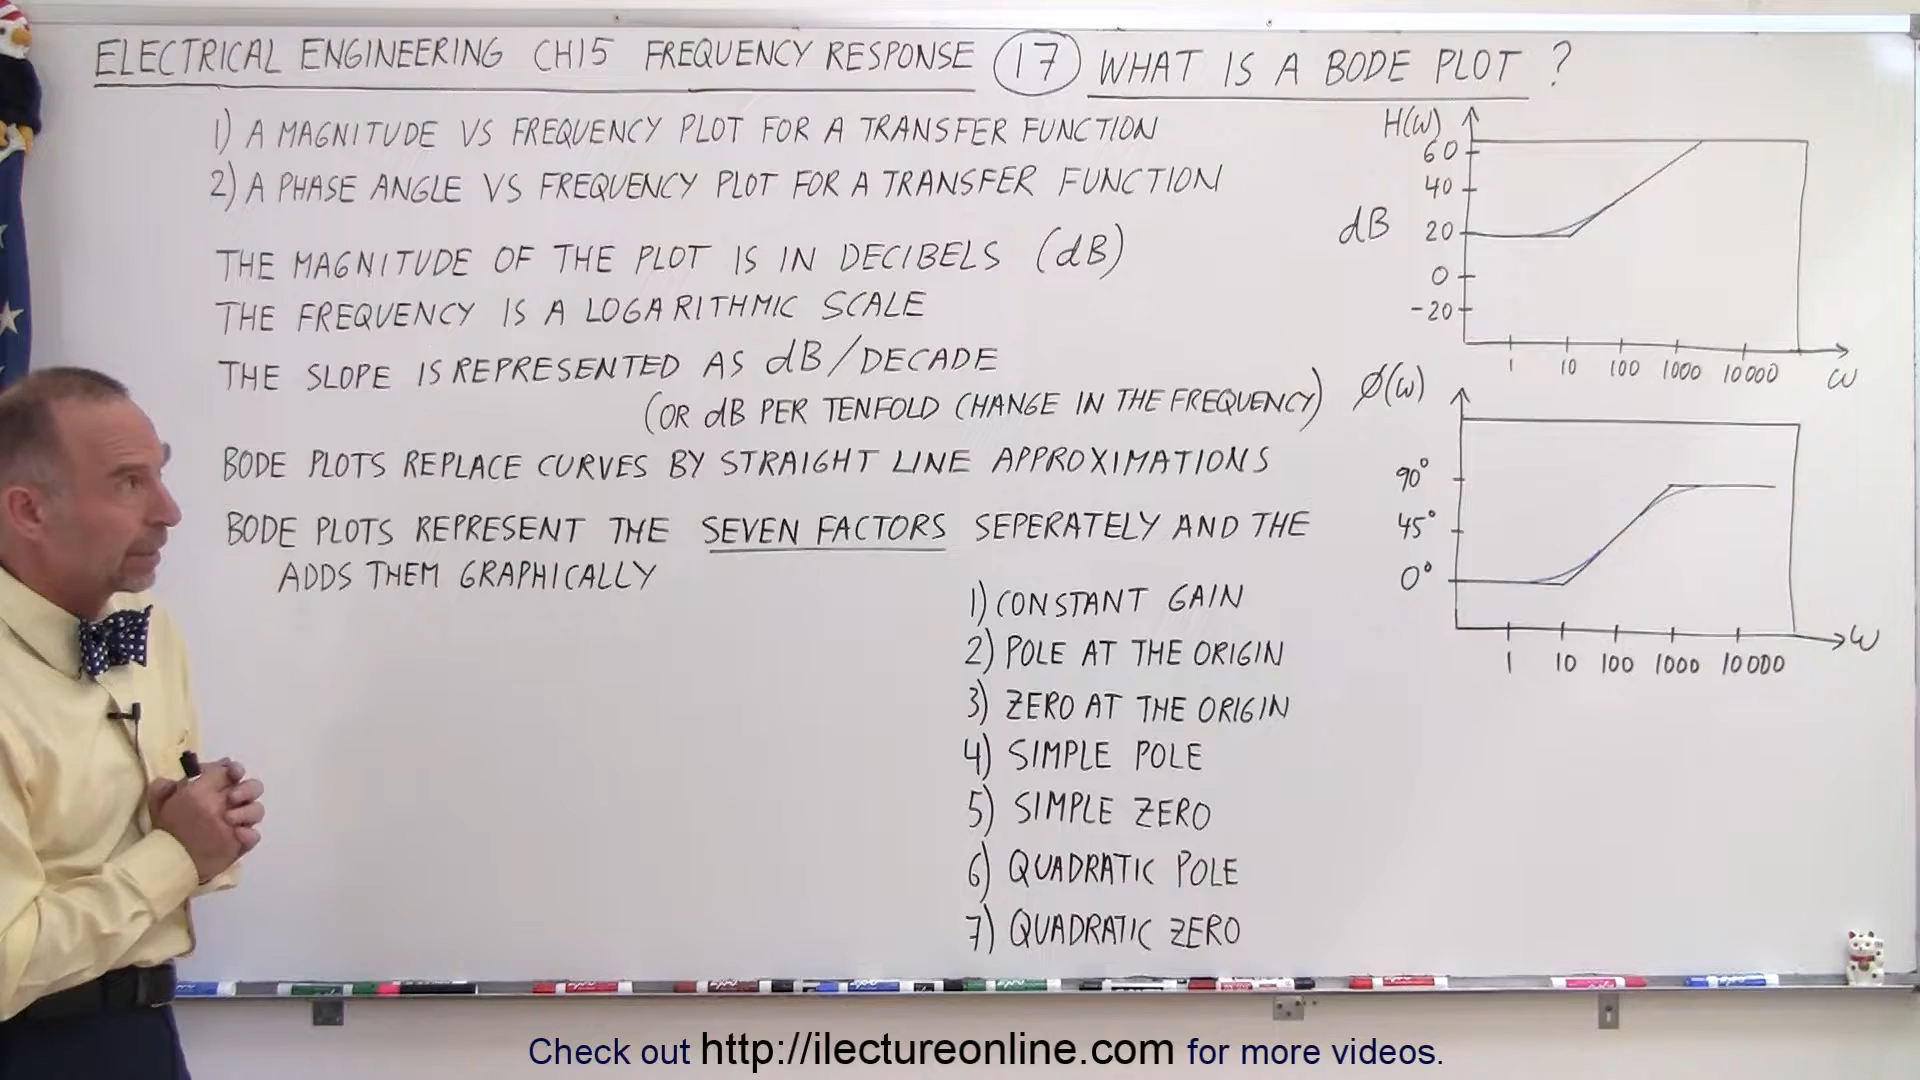 ELECTRICAL ENGINEERING CH15 FREQUENCY RESPONSE 17 WHAT IS A BODE PLOT ?
1) A MAGNITUDE VS FREQUENCY PLOT FOR A TRANSFER FUNCTION
2) A PHASE ANGLE VS FREQUENCY PLOT FOR A TRANSFER FUNCTION
THE MAGNITUDE OF THE PLOT IS IN DECIBELS (dB)
THE FREQUENCY IS A LOGARITHMIC SCALE
THE SLOPE IS REPRESENTED AS dB/DECADE
(OR dB PER TENFOLD CHANGE IN THE FREQUENCY)
BODE PLOTS REPLACE CURVES BY STRAIGHT LINE APPROXIMATIONS
BODE PLOTS REPRESENT THE SEVEN FACTORS SEPERATELY AND THE
ADDS THEM GRAPHICALLY
1) CONSTANT GAIN
2) POLE AT THE ORIGIN
3) ZERO AT THE ORIGIN
4) SIMPLE POLE
5) SIMPLE ZERO
6) QUADRATIC POLE
7) QUADRATIC ZERO
H(ω)
60
40
dB 20
0
-20
1 10 100 1000 10000 ω
ϕ(ω)
90°
45°
0°
ω
1 10 100 1000 10000
Check out http://ilectureonline.com for more videos.